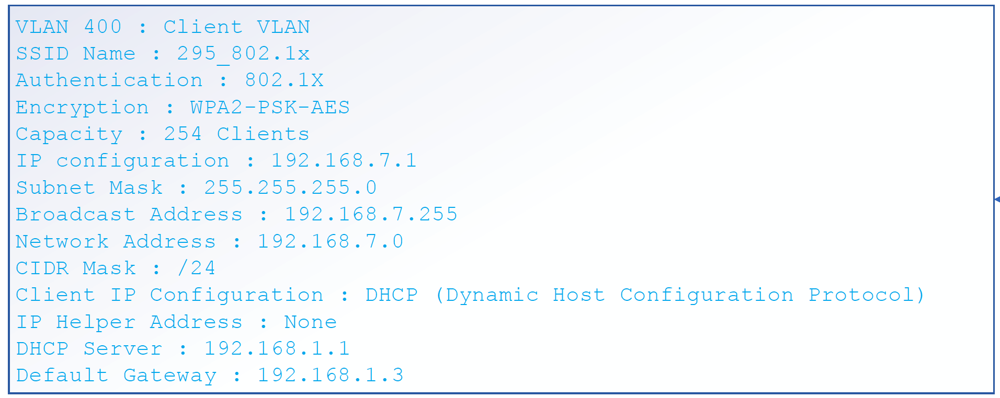 VLAN 400 : Client VLAN
SSID Name : 295_802.1x
Authentication : 802.1X
Encryption : WPA2-PSK-AES
Capacity : 254 Clients
IP configuration : 192.168.7.1
Subnet Mask : 255.255.255.0
Broadcast Address : 192.168.7.255
Network Address : 192.168.7.0
CIDR Mask : /24
Client IP Configuration : DHCP (Dynamic Host Configuration Protocol)
IP Helper Address : None
DHCP Server : 192.168.1.1
Default Gateway : 192.168.1.3